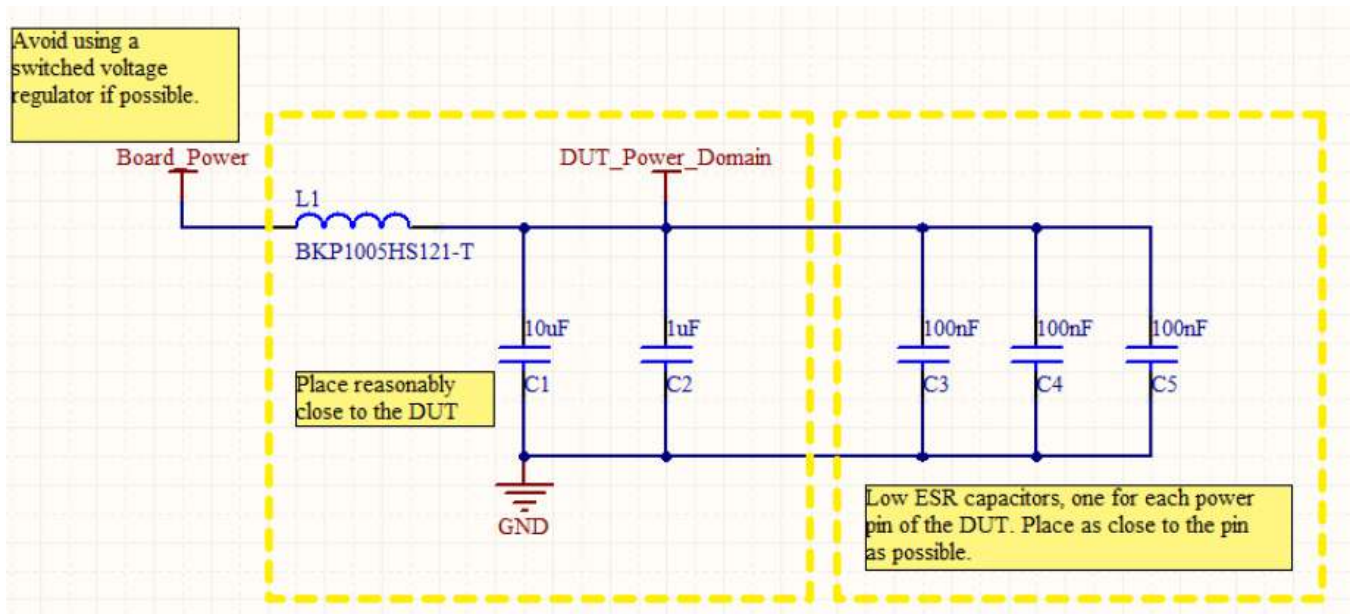 Avoid using a
switched voltage
regulator if possible.
Board_Power
DUT_Power_Domain
L1
BKP1005HS121-T
10uF
1uF
100nF
100nF
100nF
C1
C2
C3
C4
C5
Place reasonably
close to the DUT
GND
Low ESR capacitors, one for each power
pin of the DUT. Place as close to the pin
as possible.